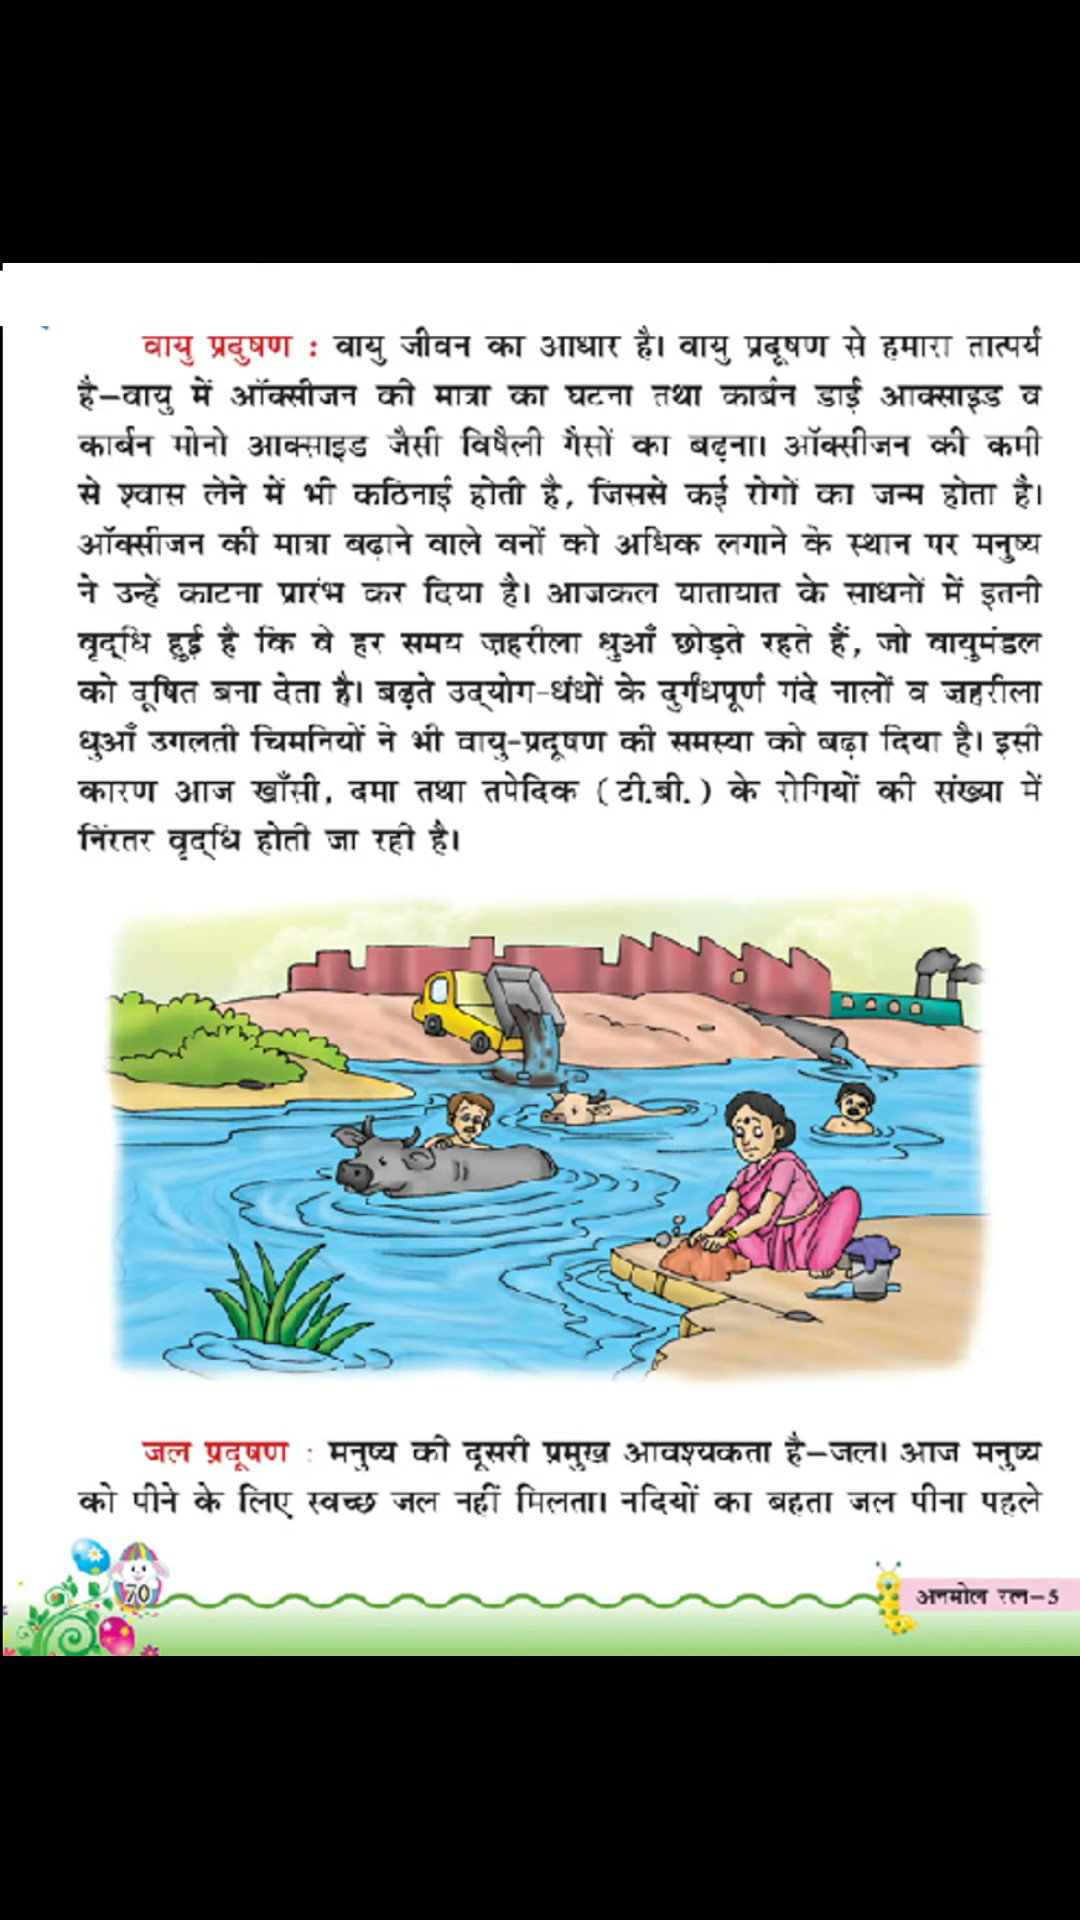 वायु प्रदुषण : वायु जीवन का आधार है। वायु प्रदूषण से हमारा तात्पर्य
है–वायु में ऑक्सीजन की मात्रा का घटना तथा कार्बन डाई आक्साइड व
कार्बन मोनो आक्साइड जैसी विषैली गैसों का बढ़ना। ऑक्सीजन की कमी
से श्वास लेने में भी कठिनाई होती है, जिससे कई रोगों का जन्म होता है।
ऑक्सीजन की मात्रा बढ़ाने वाले वनों को अधिक लगाने के स्थान पर मनुष्य
ने उन्हें काटना प्रारंभ कर दिया है। आजकल यातायात के साधनों में इतनी
वृद्धि हुई है कि वे हर समय ज़हरीला धुआँ छोड़ते रहते हैं, जो वायुमंडल
को दूषित बना देता है। बढ़ते उद्योग-धंधों के दुर्गंधपूर्ण गंदे नालों व ज़हरीला
धुआँ उगलती चिमनियों ने भी वायु-प्रदूषण की समस्या को बढ़ा दिया है। इसी
कारण आज खाँसी, दमा तथा तपेदिक (टी.बी.) के रोगियों की संख्या में
निंरतर वृद्धि होती जा रही है।
जल प्रदूषण : मनुष्य की दूसरी प्रमुख आवश्यकता है–जल। आज मनुष्य
को पीने के लिए स्वच्छ जल नहीं मिलता। नदियों का बहता जल पीना पहले
70
अनमोल रत्न–5